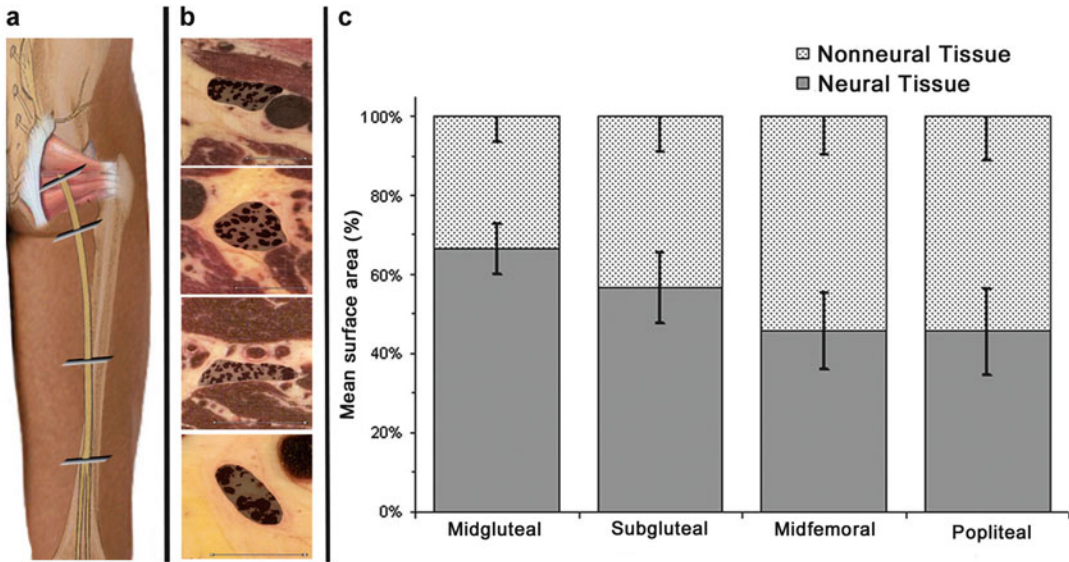 a
b
c
Nonneural Tissue
Neural Tissue
Mean surface area (%)
100%
80%
60%
40%
20%
0%
Midgluteal
Subgluteal
Midfemoral
Popliteal